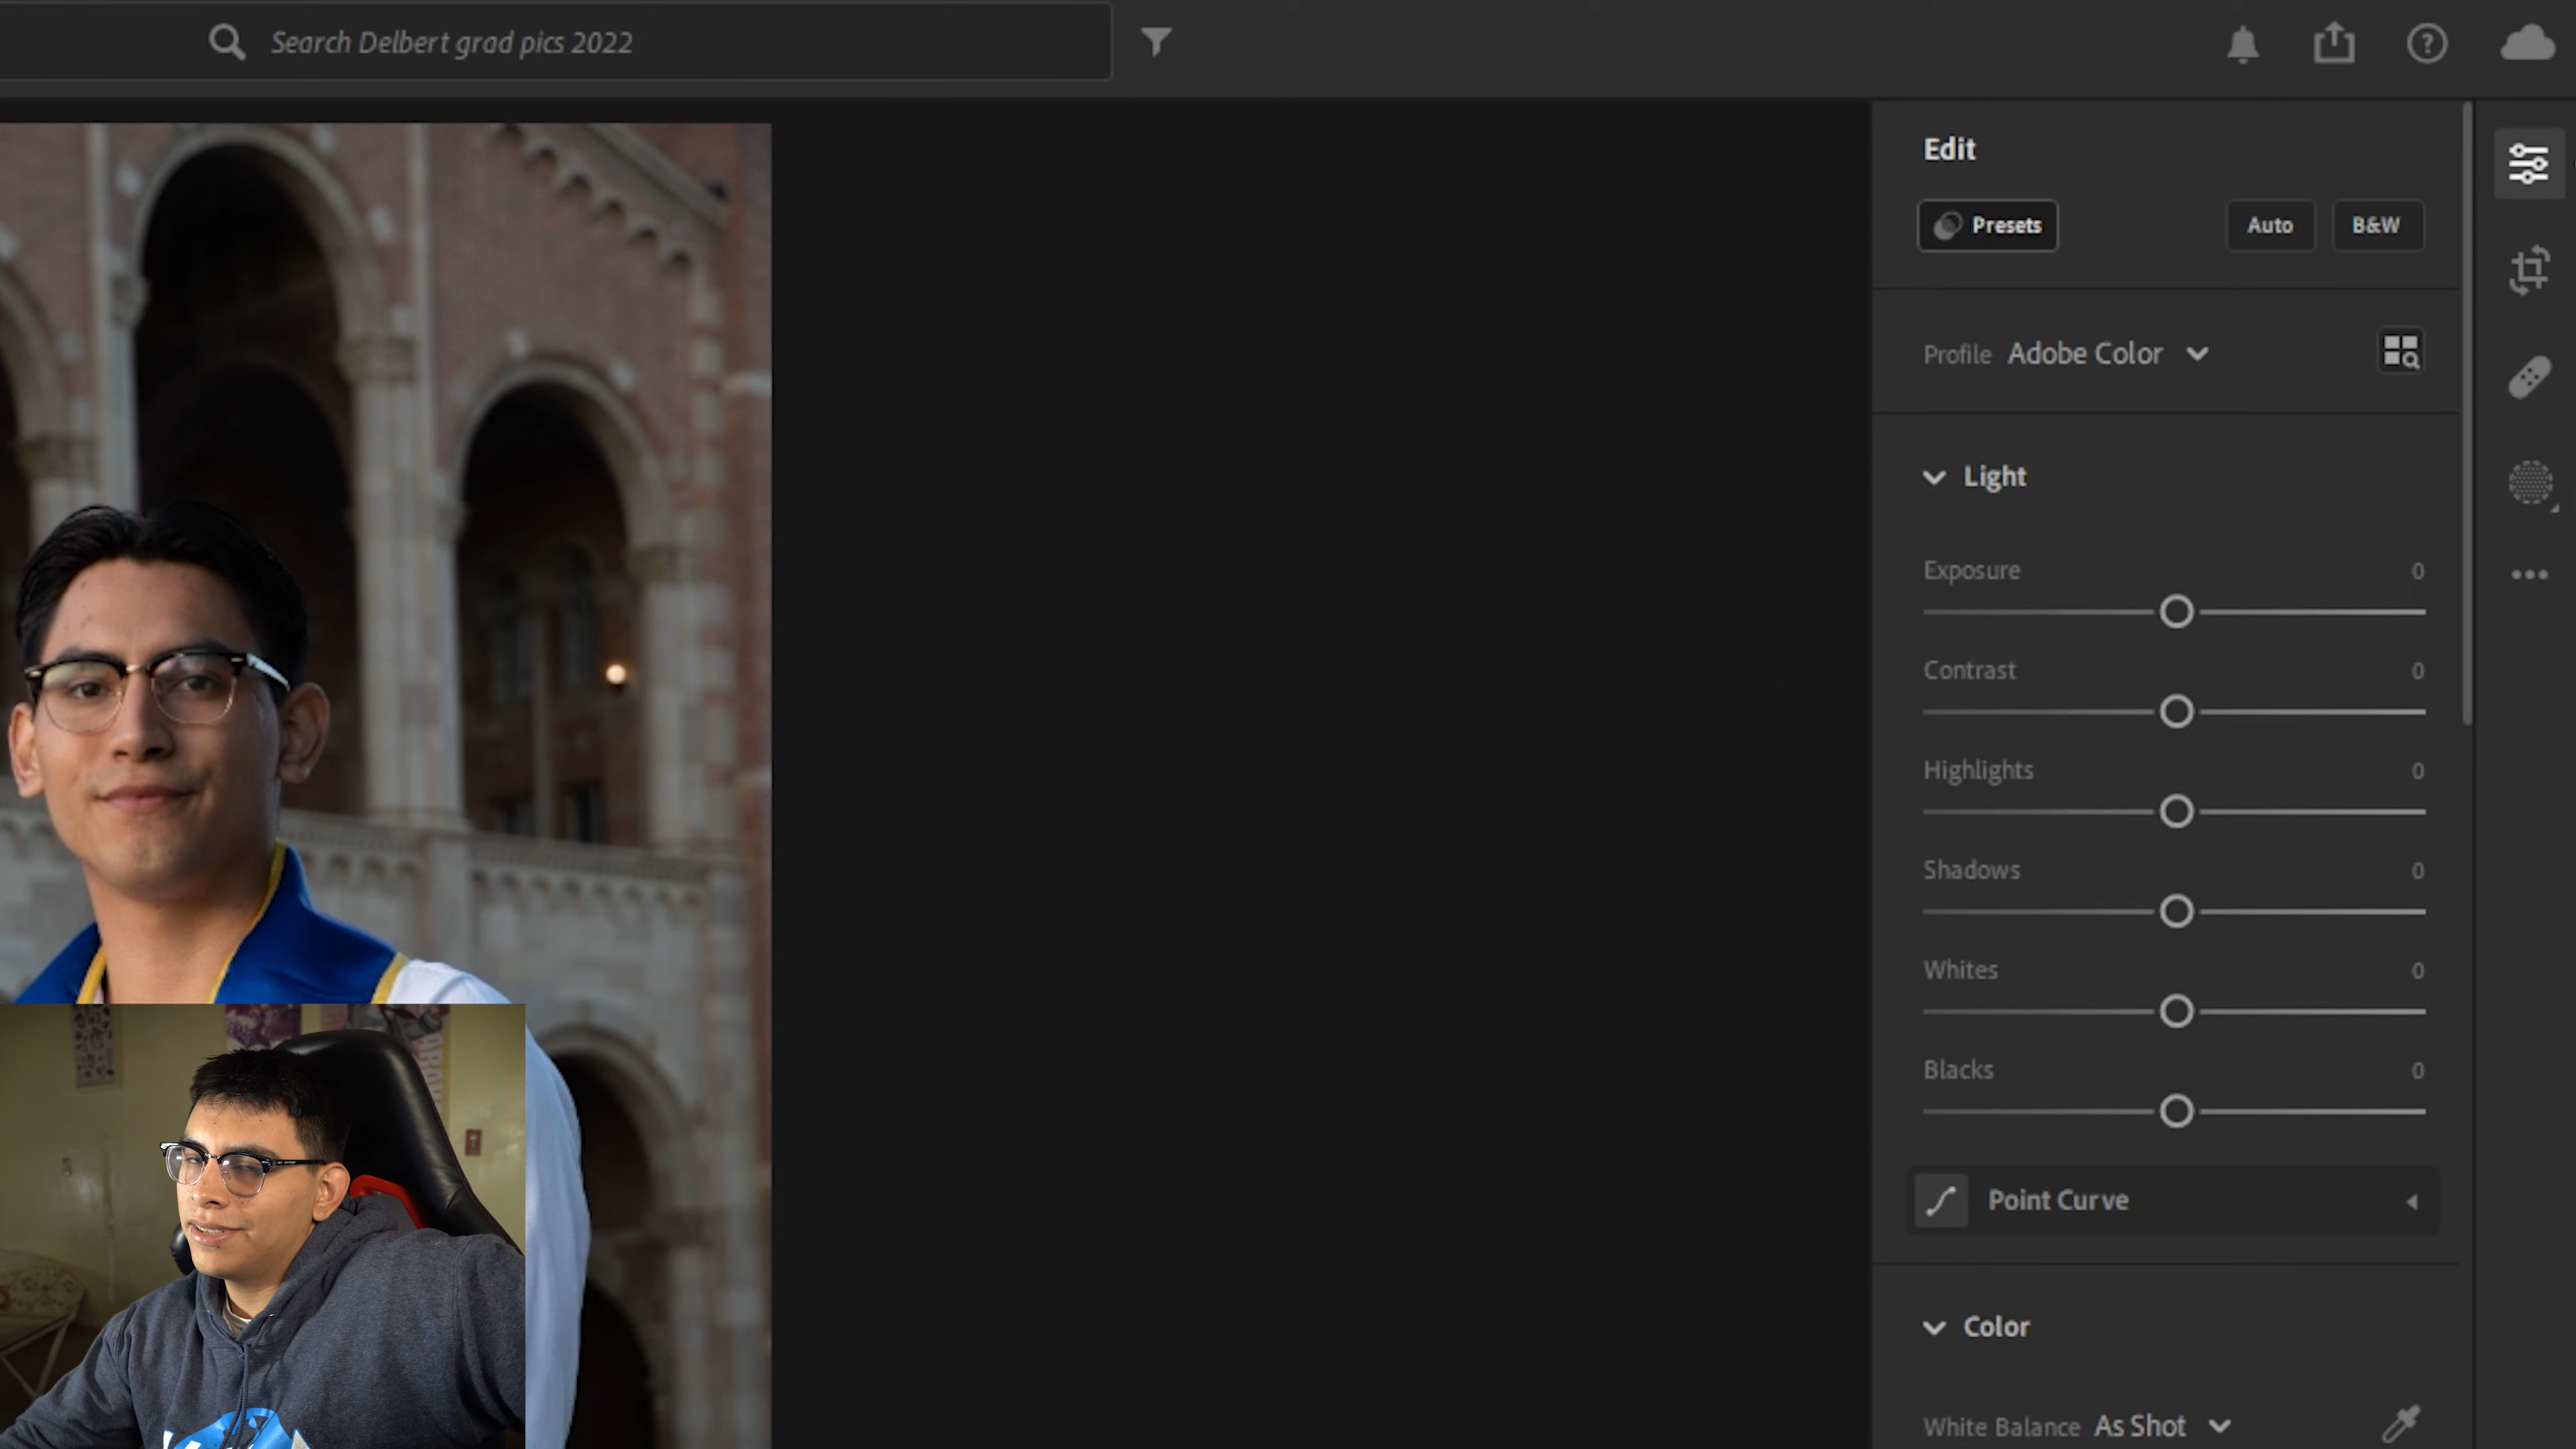 Search Delbert grad pics 2022
Edit
Presets
Auto
B&W
Profile Adobe Color
Light
Exposure 0
Contrast 0
Highlights 0
Shadows 0
Whites 0
Blacks 0
Point Curve
Color
White Balance As Shot